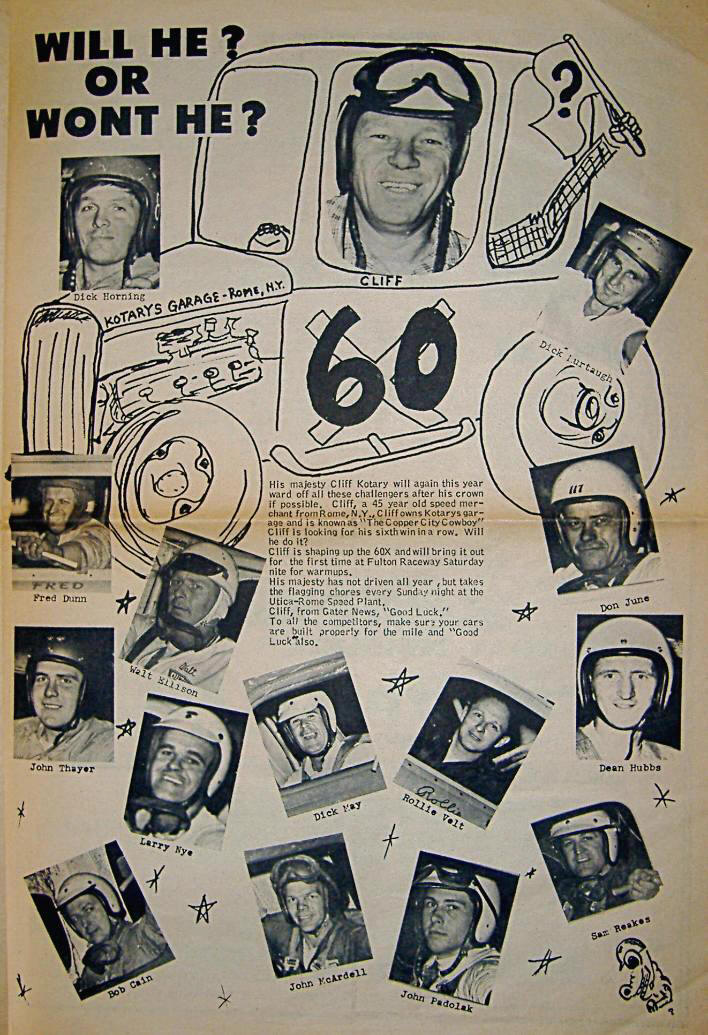 WILL HE ?
OR
WONT HE ?
?
Dick Horning
CLIFF
KOTARYS GARAGE-ROME, N.Y.
60
Dick Murtaugh
His majesty Cliff Kotary will again this year
ward off all these challengers after his crown
if possible. Cliff, a 45 year old speed mer-
chant from Rome, N.Y., Cliff owns Kotarys gar-
age and is known as "The Copper City Cowboy"
Cliff is looking for his sixth win in a row. Will
he do it?
Cliff is shaping up the 60X and will bring it out
for the first time at Fulton Raceway Saturday
nite for warmups.
His majesty has not driven all year, but takes
the flagging chores every Sunday night at the
Utica-Rome Speed Plant.
Cliff, from Gater News, "Good Luck."
To all the competitors, make sure your cars
are built properly for the mile and "Good
Luck" also.
FRED
Fred Dunn
Walt
Walt Ellison
117
Don June
John Thayer
Larry Nye
Dick May
Rollie
Rollie Velt
Dean Hubbs
Bob Cain
John McArdell
John Podolak
Sam Reakes
?